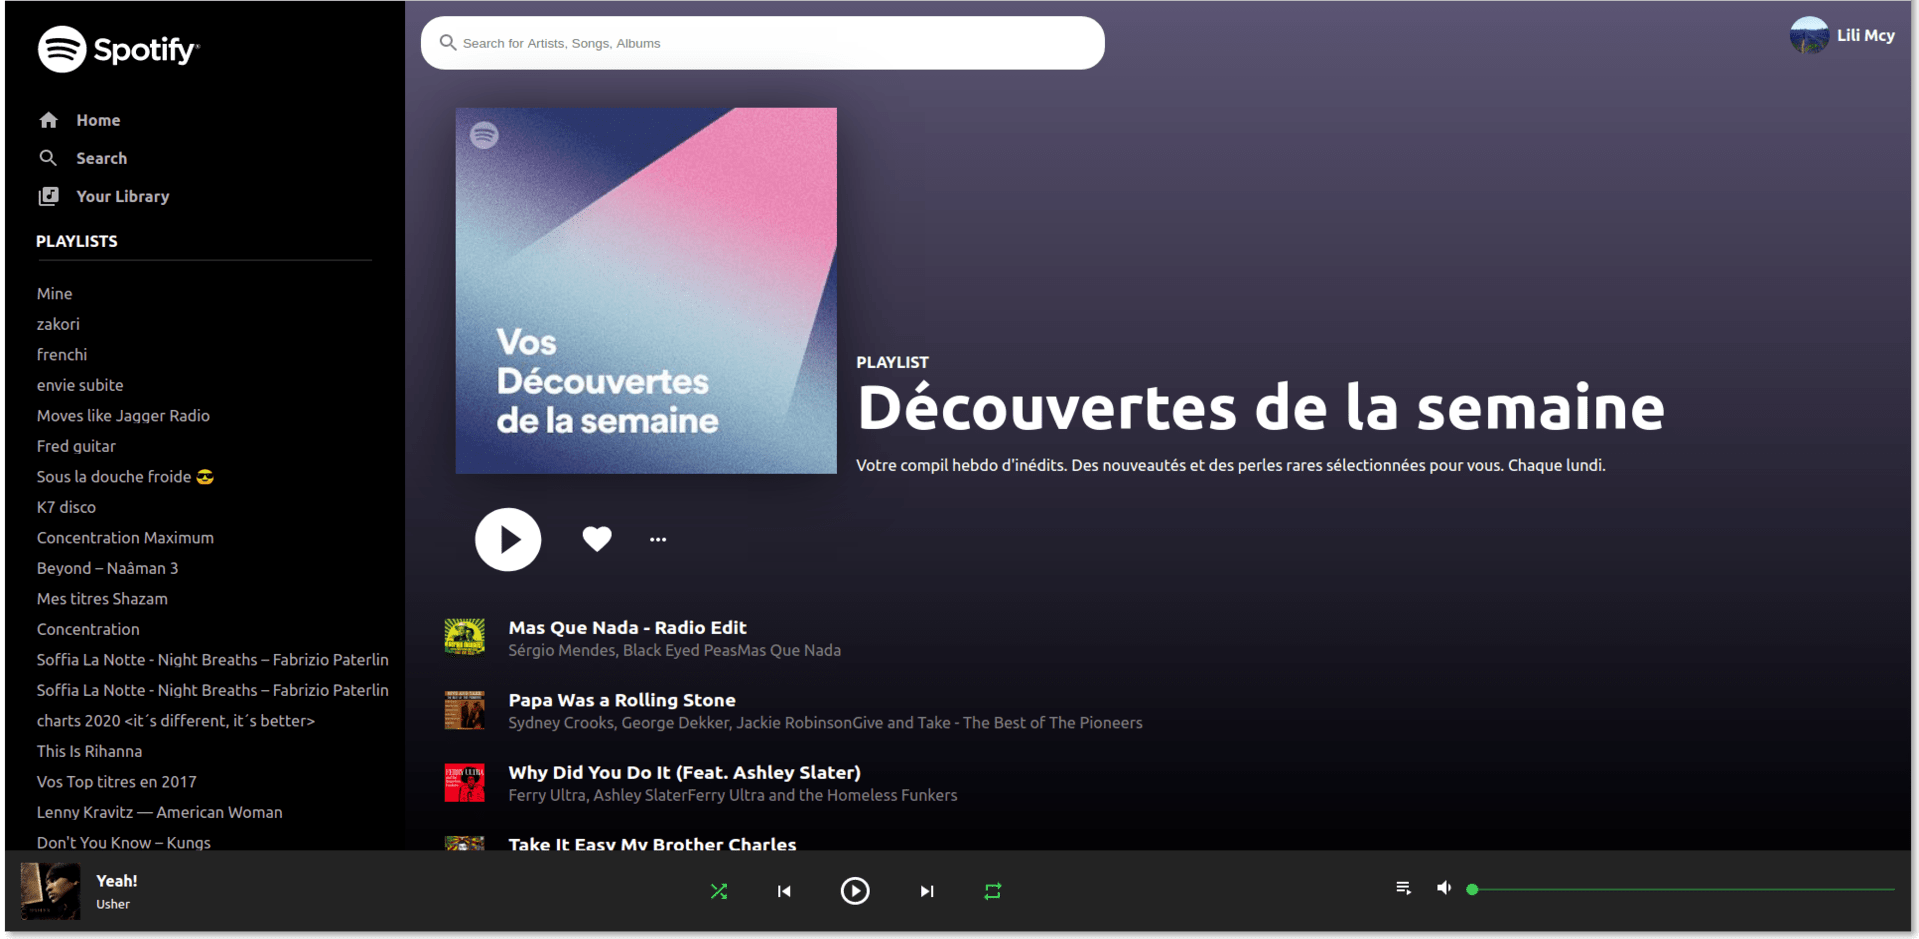 Spotify
Home
Search
Your Library
PLAYLISTS
Mine
zakori
frenchi
envie subite
Moves like Jagger Radio
Fred guitar
Sous la douche froide 😎
K7 disco
Concentration Maximum
Beyond – Naâman 3
Mes titres Shazam
Concentration
Soffia La Notte - Night Breaths – Fabrizio Paterlin
Soffia La Notte - Night Breaths – Fabrizio Paterlin
charts 2020 <it´s different, it´s better>
This Is Rihanna
Vos Top titres en 2017
Lenny Kravitz — American Woman
Don't You Know – Kungs
Search for Artists, Songs, Albums
Lili Mcy
Vos
Découvertes
de la semaine
PLAYLIST
Découvertes de la semaine
Votre compil hebdo d'inédits. Des nouveautés et des perles rares sélectionnées pour vous. Chaque lundi.
Mas Que Nada - Radio Edit
Sérgio Mendes, Black Eyed PeasMas Que Nada
Papa Was a Rolling Stone
Sydney Crooks, George Dekker, Jackie RobinsonGive and Take - The Best of The Pioneers
FERRY ULTRA
Why Did You Do It (Feat. Ashley Slater)
Ferry Ultra, Ashley SlaterFerry Ultra and the Homeless Funkers
Take It Easy My Brother Charles
Yeah!
Usher